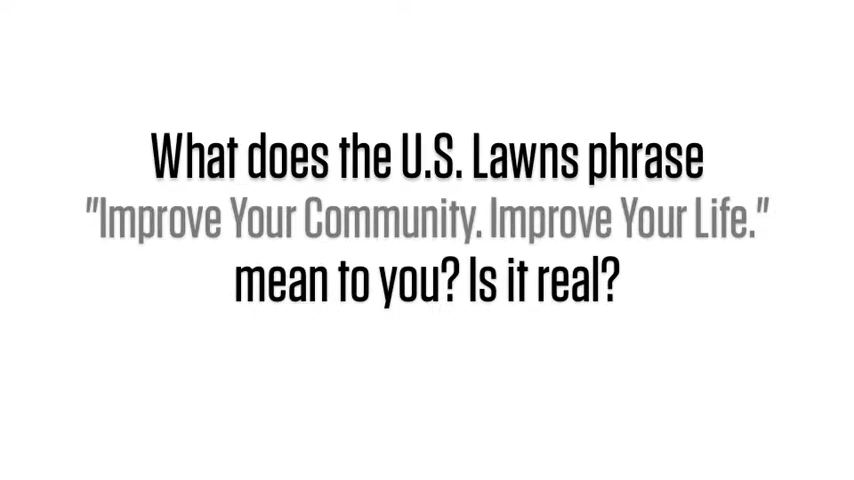 What does the U.S. Lawns phrase
"Improve Your Community. Improve Your Life."
mean to you? Is it real?